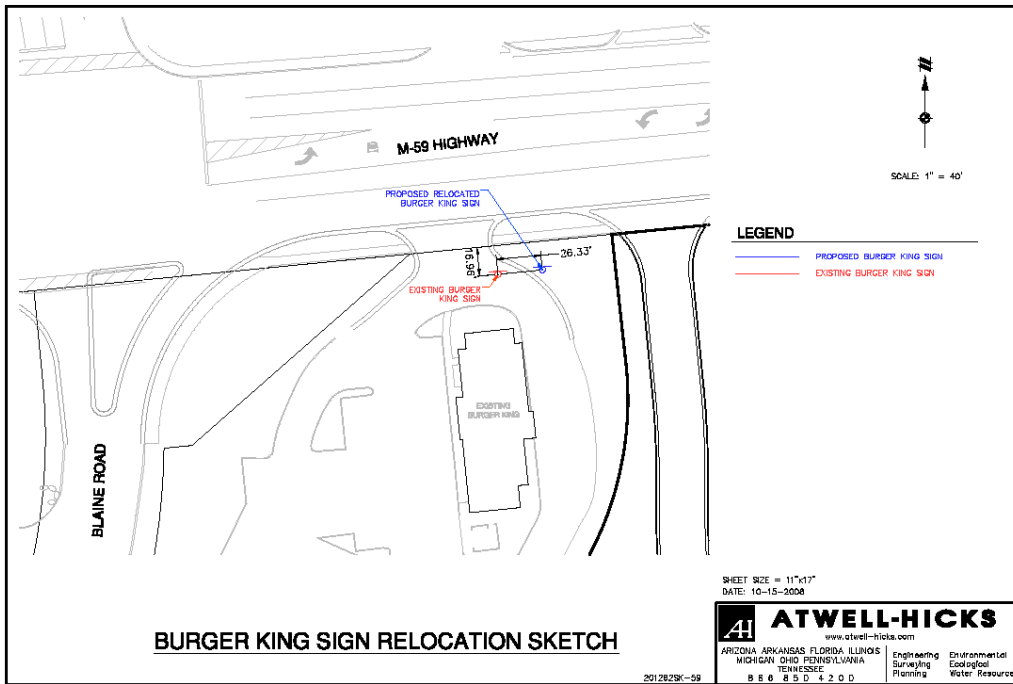 M-59 HIGHWAY
SCALE: 1" = 40'
PROPOSED RELOCATED
BURGER KING SIGN
LEGEND
PROPOSED BURGER KING SIGN
EXISTING BURGER KING SIGN
16.96'
26.33'
EXISTING BURGER
KING SIGN
EXISTING
BURGER KING
BLAINE ROAD
SHEET SIZE = 11"x17"
DATE: 10-15-2008
BURGER KING SIGN RELOCATION SKETCH
201282SK-59
AH
ATWELL-HICKS
www.atwell-hicks.com
ARIZONA ARKANSAS FLORIDA ILLINOIS
MICHIGAN OHIO PENNSYLVANIA
TENNESSEE
866 850 4200
Engineering Environmental
Surveying Ecological
Planning Water Resource